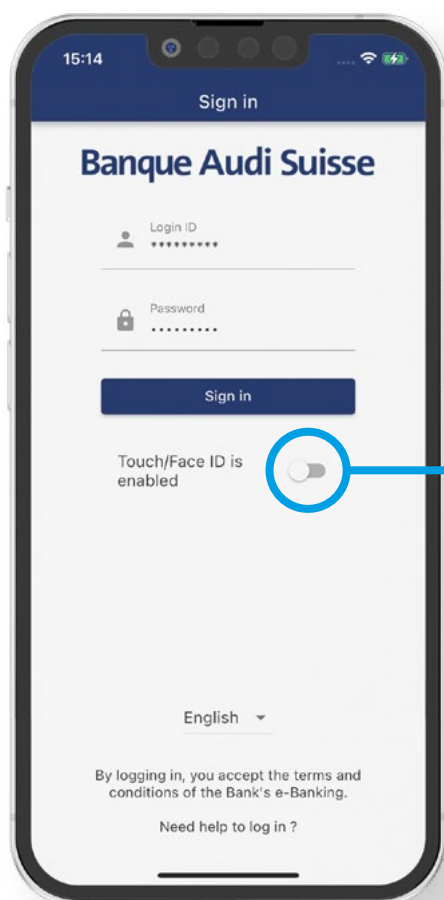 15:14
Sign in
Banque Audi Suisse
Login ID
*********
Password
.........
Sign in
Touch/Face ID is
enabled
English
By logging in, you accept the terms and
conditions of the Bank's e-Banking.
Need help to log in ?